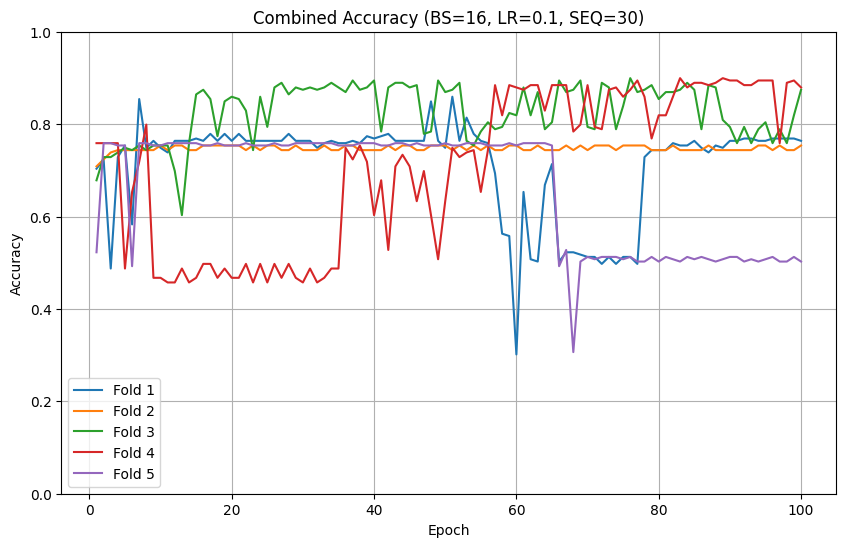 Combined Accuracy (BS=16, LR=0.1, SEQ=30)
1.0
0.8
0.6
0.4
0.2
0.0
Accuracy
Fold 1
Fold 2
Fold 3
Fold 4
Fold 5
0 20 40 60 80 100
Epoch